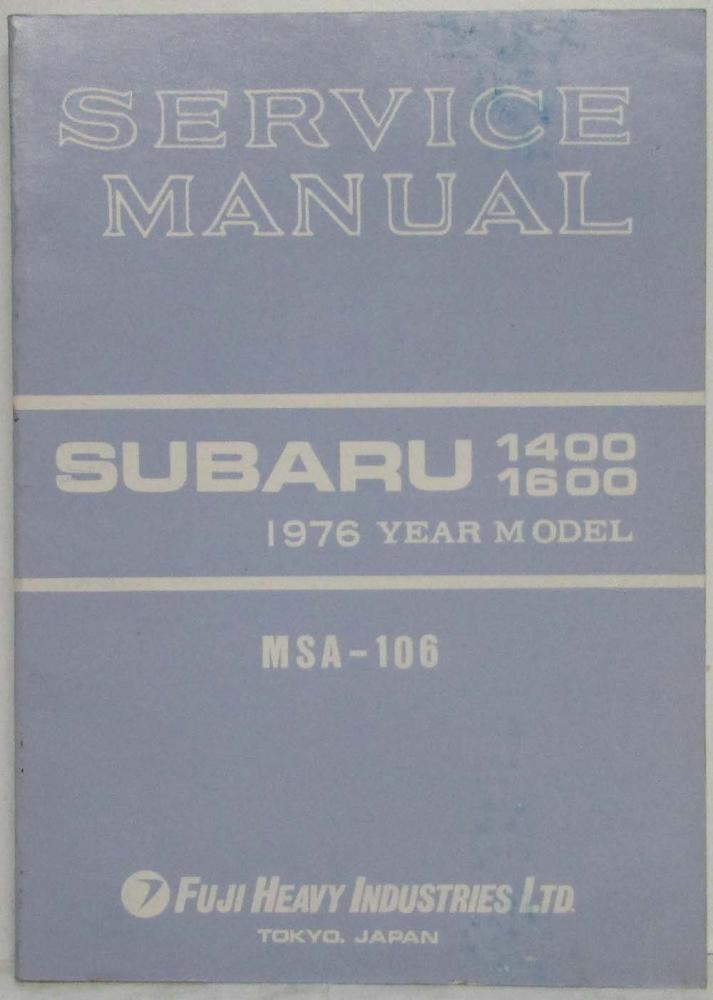 SERVICE
MANUAL
SUBARU 1400
1600
1976 YEAR MODEL
MSA-106
FUJI HEAVY INDUSTRIES LTD.
TOKYO. JAPAN